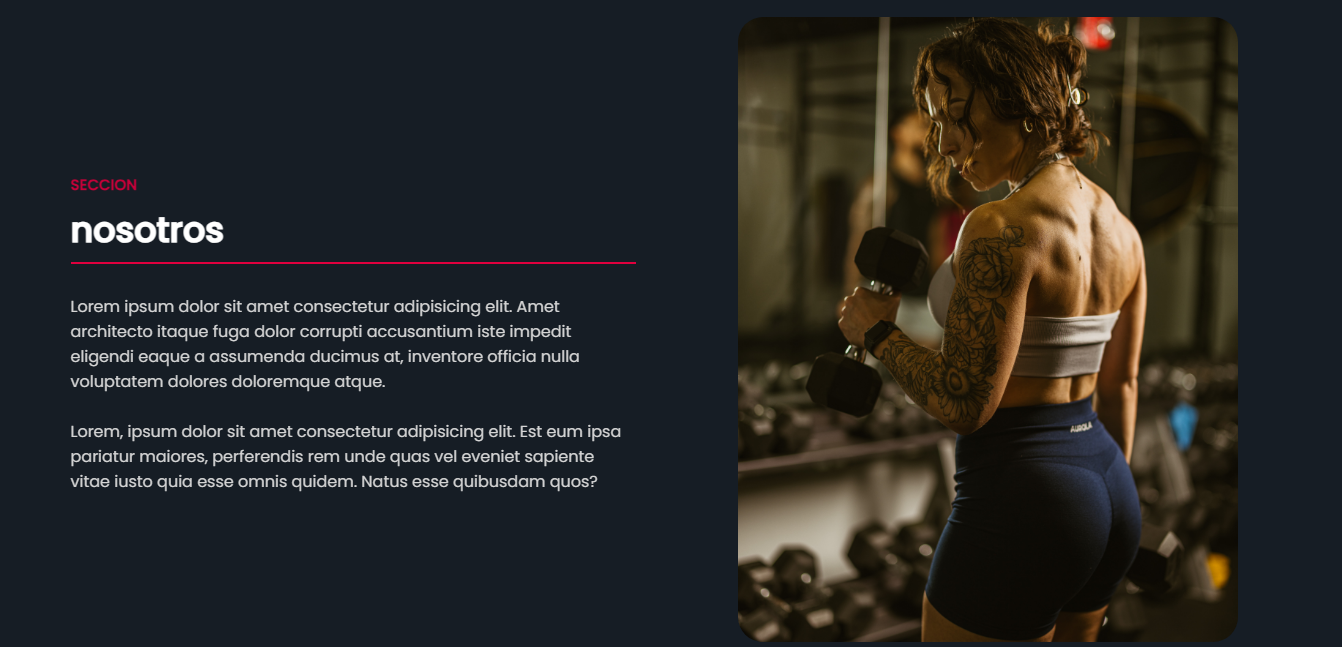 SECCION
nosotros
Lorem ipsum dolor sit amet consectetur adipisicing elit. Amet
architecto itaque fuga dolor corrupti accusantium iste impedit
eligendi eaque a assumenda ducimus at, inventore officia nulla
voluptatem dolores doloremque atque.
Lorem, ipsum dolor sit amet consectetur adipisicing elit. Est eum ipsa
pariatur maiores, perferendis rem unde quas vel eveniet sapiente
vitae iusto quia esse omnis quidem. Natus esse quibusdam quos?